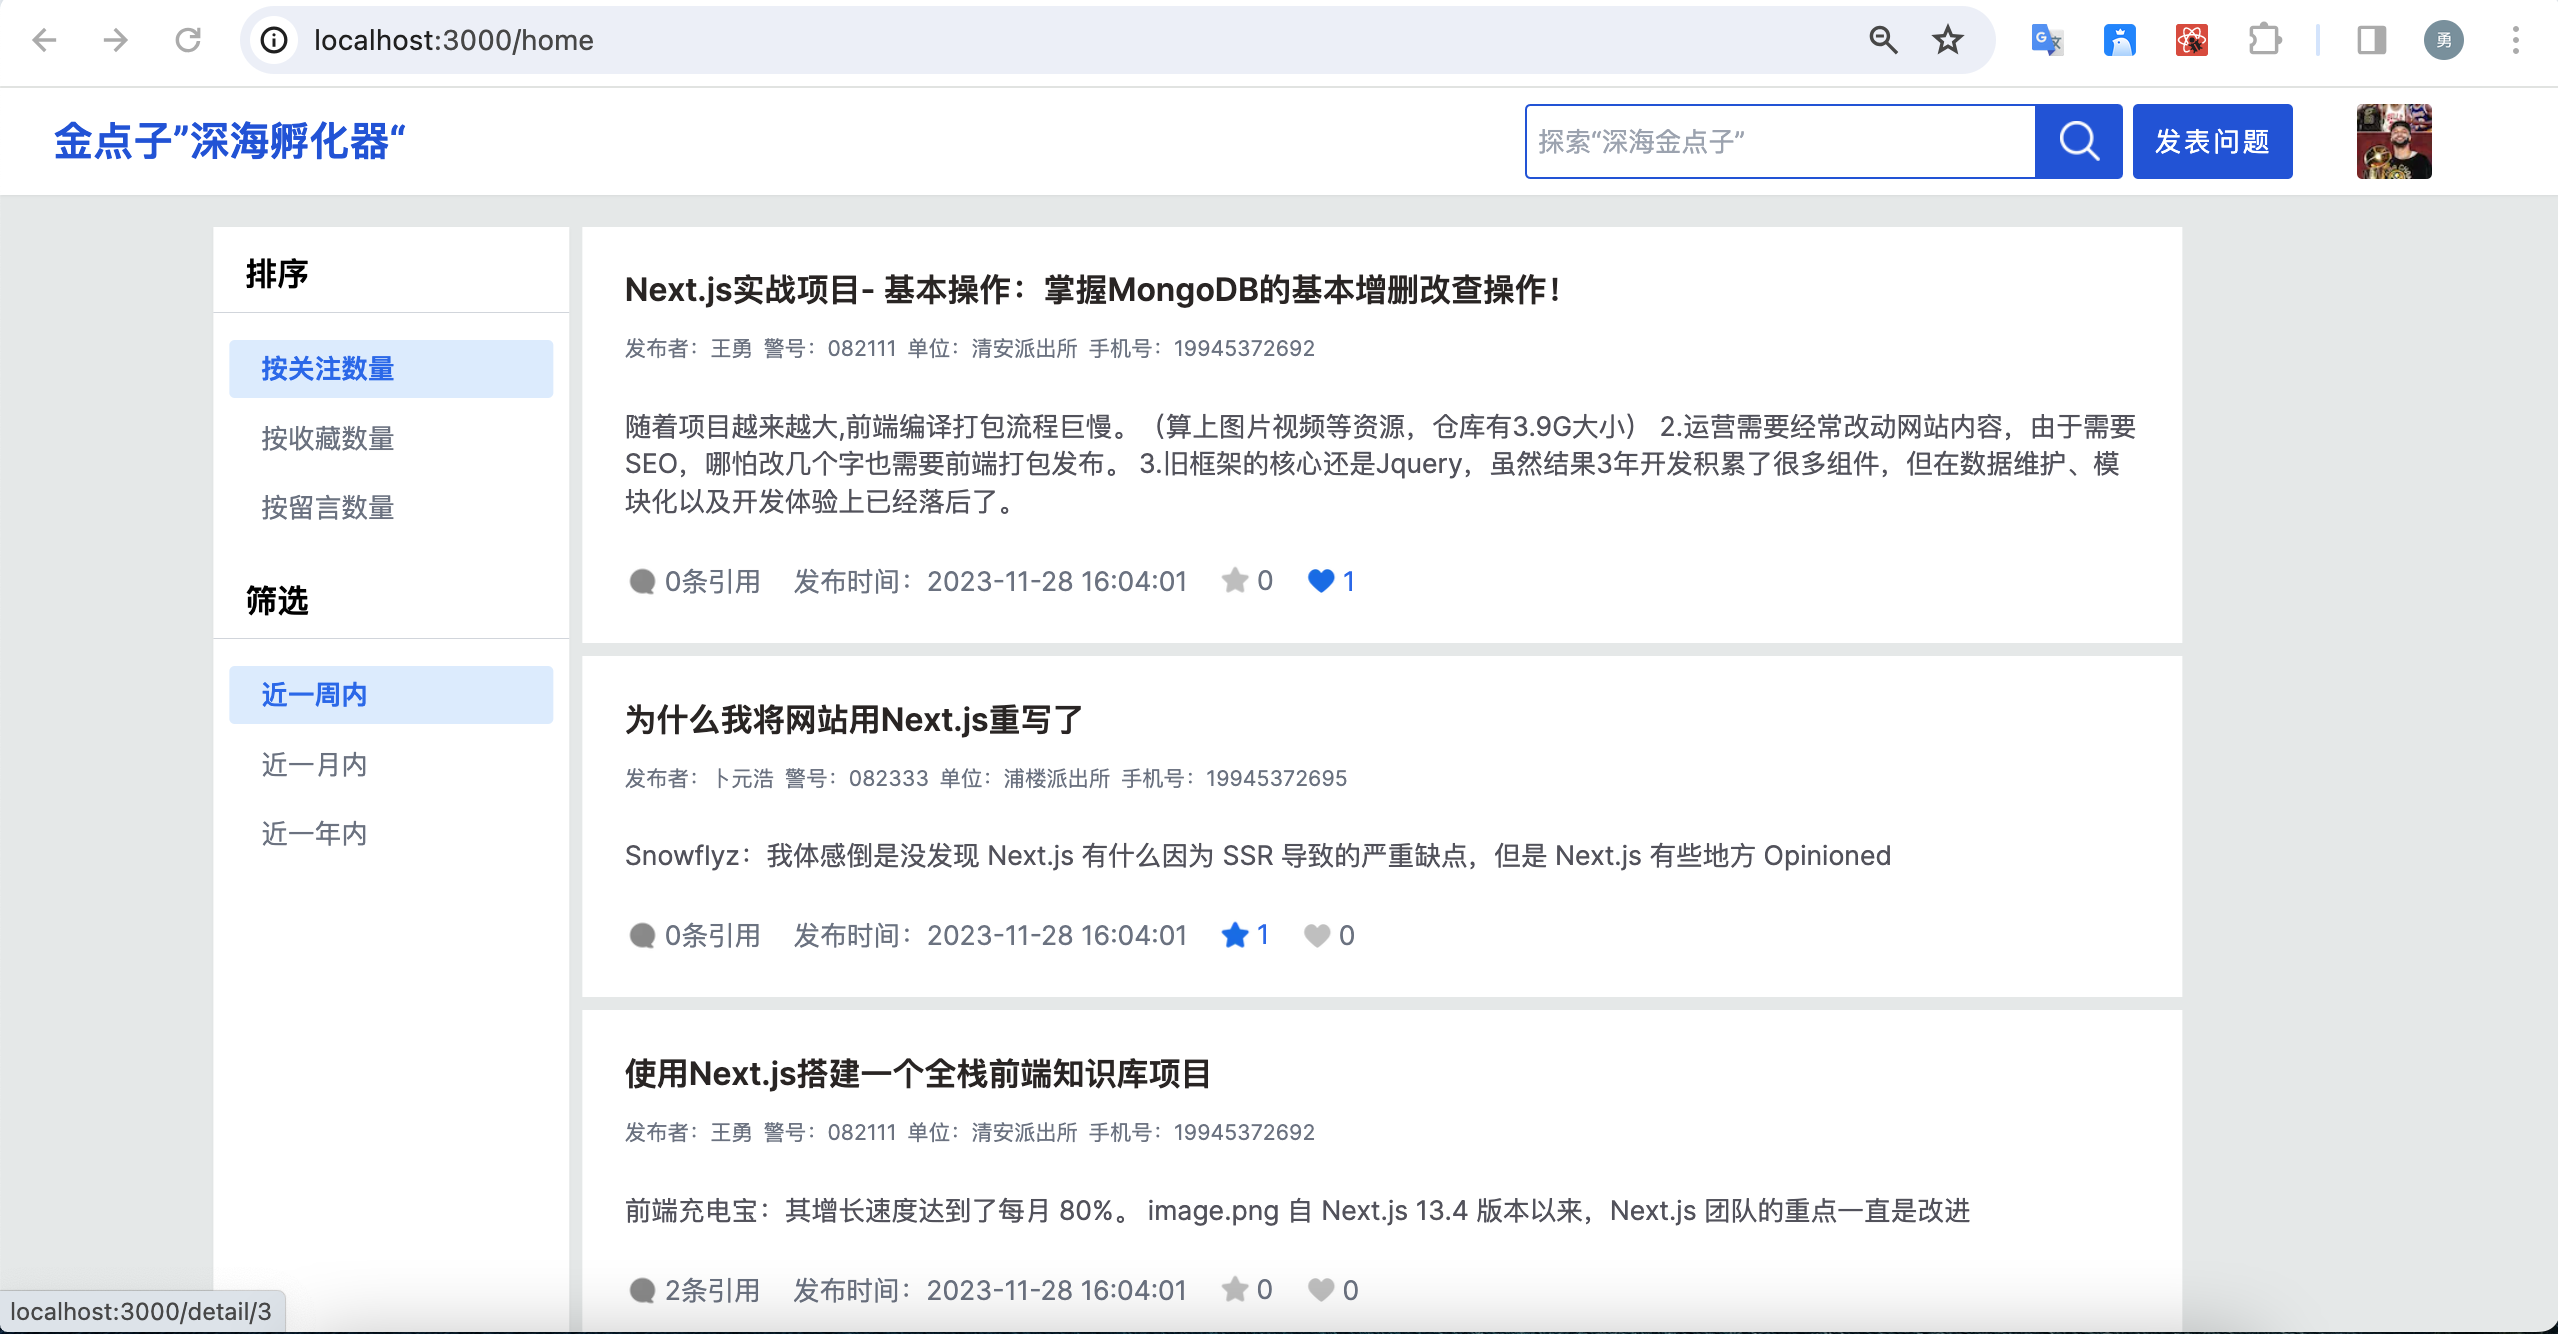 localhost:3000/home
勇
金点子”深海孵化器“
探索“深海金点子”
发表问题
排序
按关注数量
按收藏数量
按留言数量
筛选
近一周内
近一月内
近一年内
Next.js实战项目- 基本操作：掌握MongoDB的基本增删改查操作！
发布者：王勇 警号：082111 单位：清安派出所 手机号：19945372692
随着项目越来越大,前端编译打包流程巨慢。（算上图片视频等资源，仓库有3.9G大小） 2.运营需要经常改动网站内容，由于需要
SEO，哪怕改几个字也需要前端打包发布。 3.旧框架的核心还是Jquery，虽然结果3年开发积累了很多组件，但在数据维护、模
块化以及开发体验上已经落后了。
0条引用 发布时间：2023-11-28 16:04:01 0 1
为什么我将网站用Next.js重写了
发布者：卜元浩 警号：082333 单位：浦楼派出所 手机号：19945372695
Snowflyz：我体感倒是没发现 Next.js 有什么因为 SSR 导致的严重缺点，但是 Next.js 有些地方 Opinioned
0条引用 发布时间：2023-11-28 16:04:01 1 0
使用Next.js搭建一个全栈前端知识库项目
发布者：王勇 警号：082111 单位：清安派出所 手机号：19945372692
前端充电宝：其增长速度达到了每月 80%。 image.png 自 Next.js 13.4 版本以来，Next.js 团队的重点一直是改进
2条引用 发布时间：2023-11-28 16:04:01 0 0
localhost:3000/detail/3